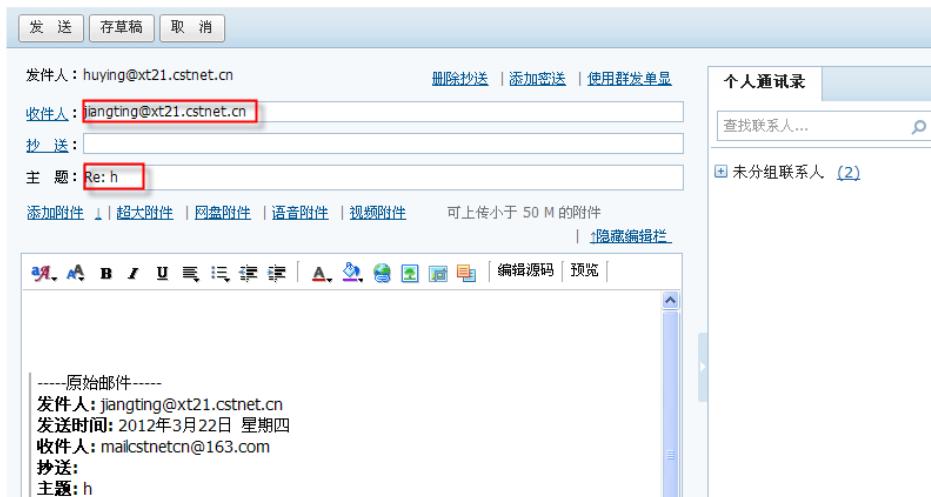 发 送 存草稿 取 消
发件人：huying@xt21.cstnet.cn 删除抄送 | 添加密送 | 使用群发单显
收件人：jiangting@xt21.cstnet.cn
抄 送：
主 题：Re: h
添加附件 ↓ | 超大附件 | 网盘附件 | 语音附件 | 视频附件 可上传小于 50 M 的附件
| ↑隐藏编辑栏
B I U A 编辑源码 预览
-----原始邮件-----
发件人: jiangting@xt21.cstnet.cn
发送时间: 2012年3月22日 星期四
收件人: mailcstnetcn@163.com
抄送:
主题: h
个人通讯录
查找联系人...
未分组联系人 (2)